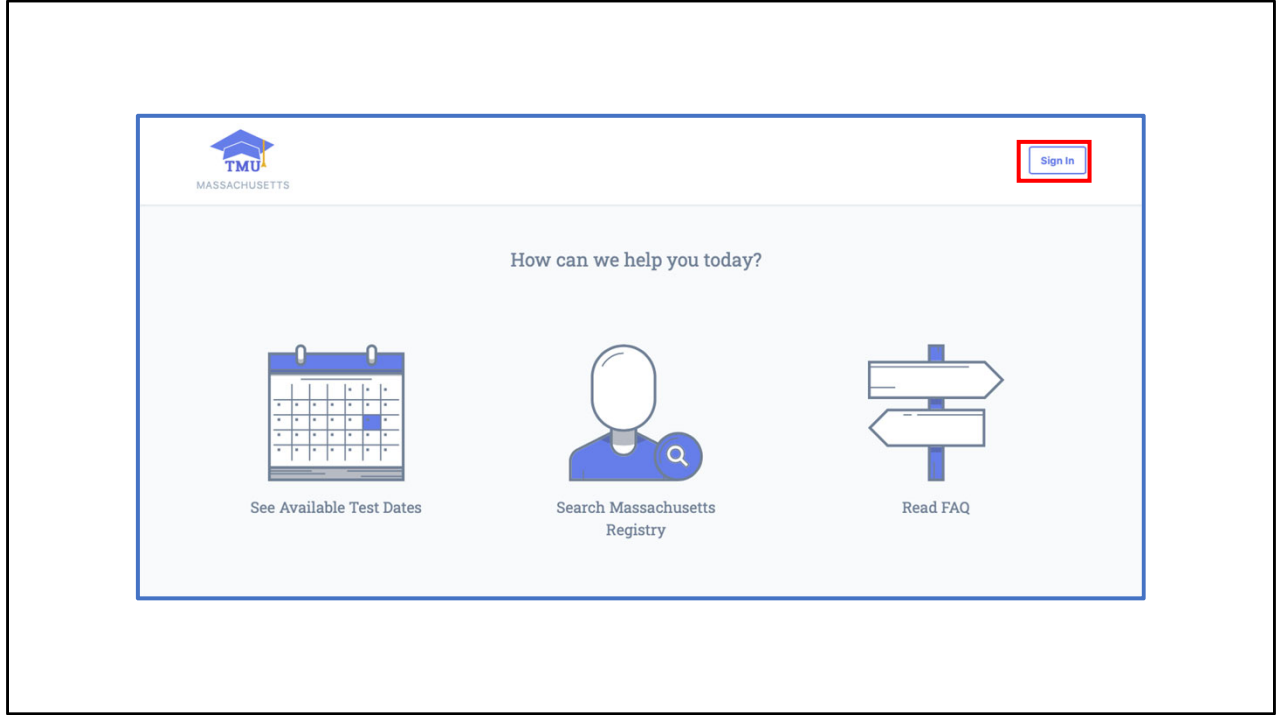 TMU
MASSACHUSETTS
Sign In
How can we help you today?
See Available Test Dates
Search Massachusetts
Registry
Read FAQ